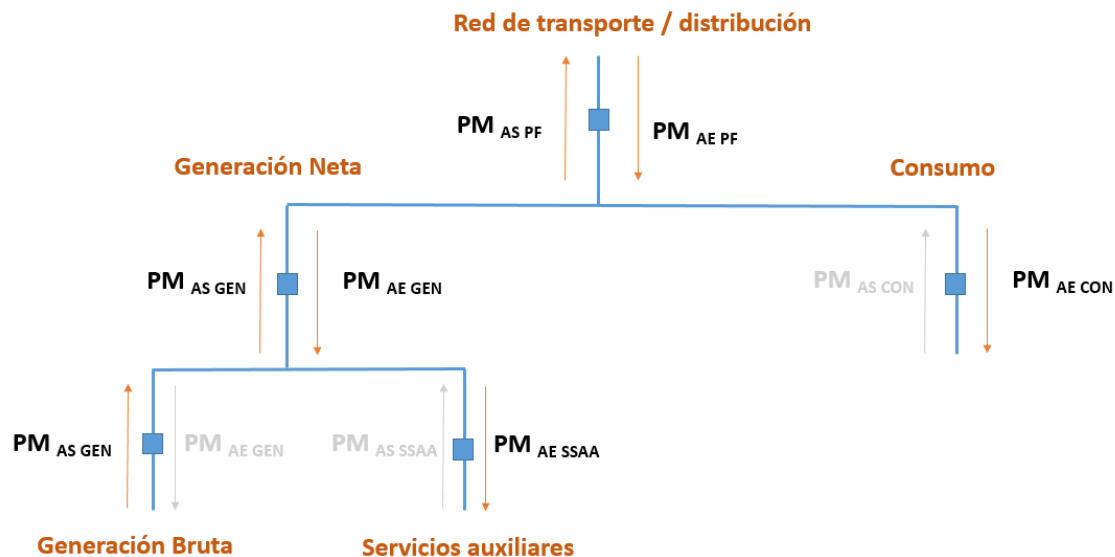 Red de transporte / distribución
PM AS PF
PM AE PF
Generación Neta
Consumo
PM AS GEN
PM AE GEN
PM AS CON
PM AE CON
PM AS GEN
PM AE GEN
PM AS SSAA
PM AE SSAA
Generación Bruta
Servicios auxiliares